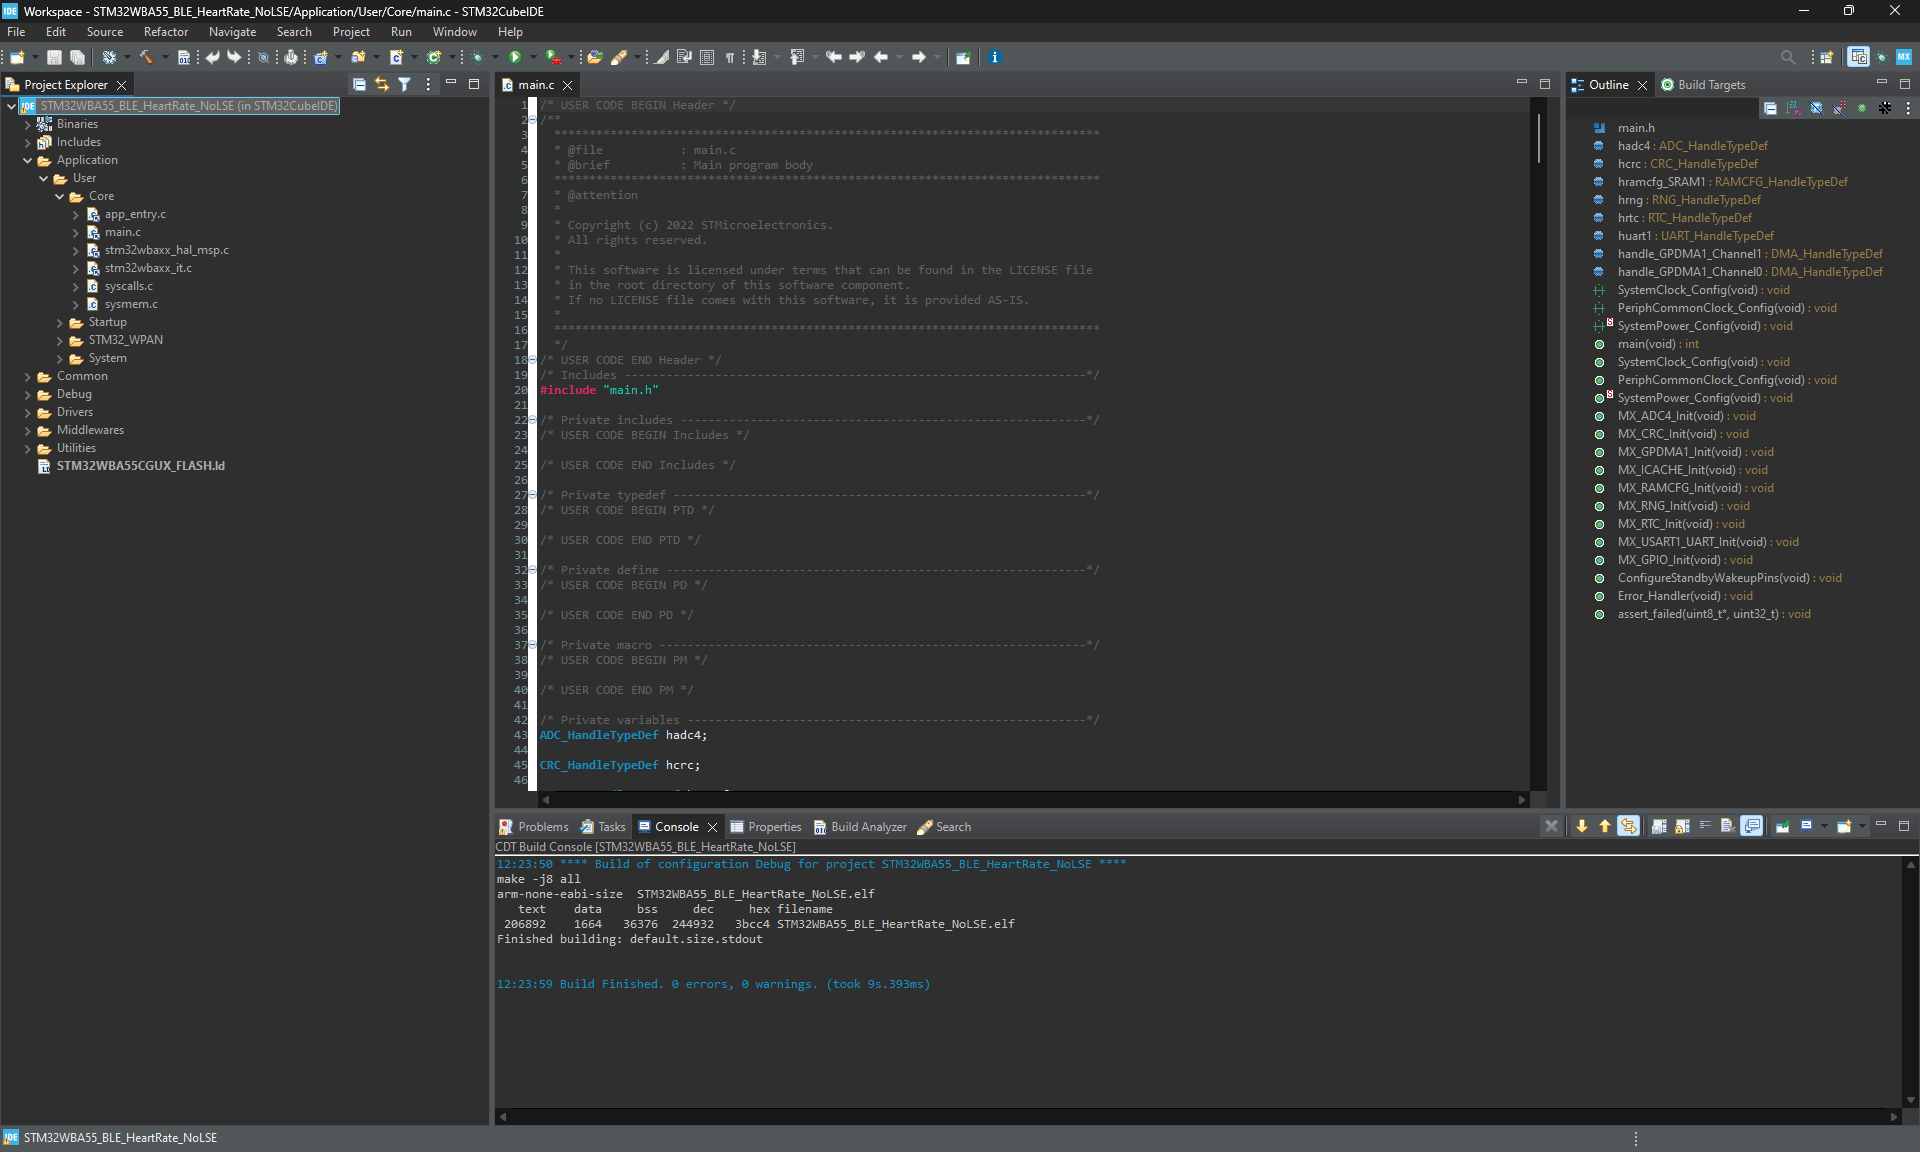 Workspace - STM32WBA55_BLE_HeartRate_NoLSE/Application/User/Core/main.c - STM32CubeIDE
File Edit Source Refactor Navigate Search Project Run Window Help
Project Explorer
STM32WBA55_BLE_HeartRate_NoLSE (in STM32CubeIDE)
Binaries
Includes
Application
User
Core
app_entry.c
main.c
stm32wbaxx_hal_msp.c
stm32wbaxx_it.c
syscalls.c
sysmem.c
Startup
STM32_WPAN
System
Common
Debug
Drivers
Middlewares
Utilities
STM32WBA55CGUX_FLASH.ld
main.c
1 /* USER CODE BEGIN Header */
2 /**
3 ******************************************************************************
4 * @file : main.c
5 * @brief : Main program body
6 ******************************************************************************
7 * @attention
8 *
9 * Copyright (c) 2022 STMicroelectronics.
10 * All rights reserved.
11 *
12 * This software is licensed under terms that can be found in the LICENSE file
13 * in the root directory of this software component.
14 * If no LICENSE file comes with this software, it is provided AS-IS.
15 *
16 ******************************************************************************
17 */
18 /* USER CODE END Header */
19 /* Includes ------------------------------------------------------------------*/
20 #include "main.h"
21
22 /* Private includes ----------------------------------------------------------*/
23 /* USER CODE BEGIN Includes */
24
25 /* USER CODE END Includes */
26
27 /* Private typedef -----------------------------------------------------------*/
28 /* USER CODE BEGIN PTD */
29
30 /* USER CODE END PTD */
31
32 /* Private define ------------------------------------------------------------*/
33 /* USER CODE BEGIN PD */
34
35 /* USER CODE END PD */
36
37 /* Private macro -------------------------------------------------------------*/
38 /* USER CODE BEGIN PM */
39
40 /* USER CODE END PM */
41
42 /* Private variables ---------------------------------------------------------*/
43 ADC_HandleTypeDef hadc4;
44
45 CRC_HandleTypeDef hcrc;
46
Outline Build Targets
main.h
hadc4 : ADC_HandleTypeDef
hcrc : CRC_HandleTypeDef
hramcfg_SRAM1 : RAMCFG_HandleTypeDef
hrng : RNG_HandleTypeDef
hrtc : RTC_HandleTypeDef
huart1 : UART_HandleTypeDef
handle_GPDMA1_Channel1 : DMA_HandleTypeDef
handle_GPDMA1_Channel0 : DMA_HandleTypeDef
SystemClock_Config(void) : void
PeriphCommonClock_Config(void) : void
SystemPower_Config(void) : void
main(void) : int
SystemClock_Config(void) : void
PeriphCommonClock_Config(void) : void
SystemPower_Config(void) : void
MX_ADC4_Init(void) : void
MX_CRC_Init(void) : void
MX_GPDMA1_Init(void) : void
MX_ICACHE_Init(void) : void
MX_RAMCFG_Init(void) : void
MX_RNG_Init(void) : void
MX_RTC_Init(void) : void
MX_USART1_UART_Init(void) : void
MX_GPIO_Init(void) : void
ConfigureStandbyWakeupPins(void) : void
Error_Handler(void) : void
assert_failed(uint8_t*, uint32_t) : void
Problems Tasks Console Properties Build Analyzer Search
CDT Build Console [STM32WBA55_BLE_HeartRate_NoLSE]
12:23:50 **** Build of configuration Debug for project STM32WBA55_BLE_HeartRate_NoLSE ****
make -j8 all
arm-none-eabi-size STM32WBA55_BLE_HeartRate_NoLSE.elf
text data bss dec hex filename
206892 1664 36376 244932 3bcc4 STM32WBA55_BLE_HeartRate_NoLSE.elf
Finished building: default.size.stdout
12:23:59 Build Finished. 0 errors, 0 warnings. (took 9s.393ms)
STM32WBA55_BLE_HeartRate_NoLSE